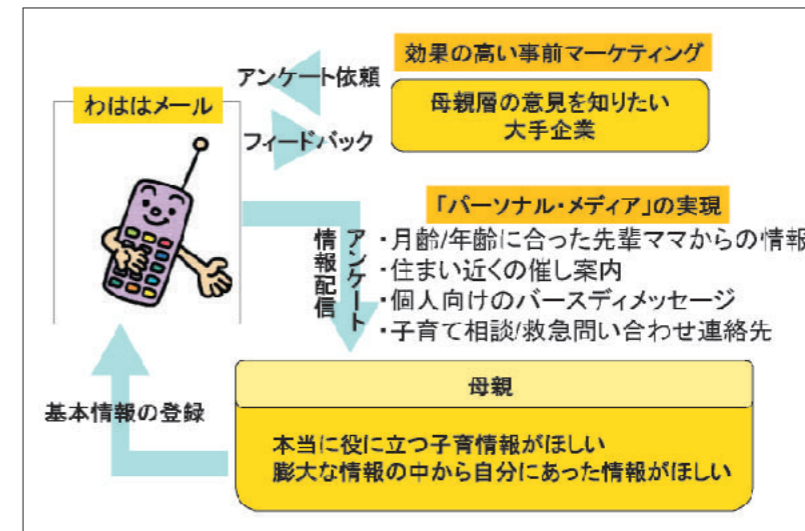 効果の高い事前マーケティング
アンケート依頼
わははメール
母親層の意見を知りたい
大手企業
フィードバック
「パーソナル・メディア」の実現
アンケート
情報配信
・月齢/年齢に合った先輩ママからの情報
・住まい近くの催し案内
・個人向けのバースディメッセージ
・子育て相談/救急問い合わせ連絡先
母親
基本情報の登録
本当に役に立つ子育情報がほしい
膨大な情報の中から自分にあった情報がほしい